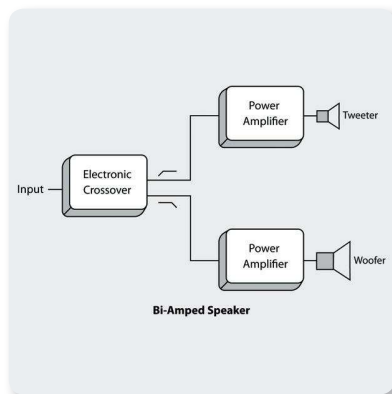 Power
Amplifier
Tweeter
Electronic
Crossover
Input
Power
Amplifier
Woofer
Bi-Amped Speaker